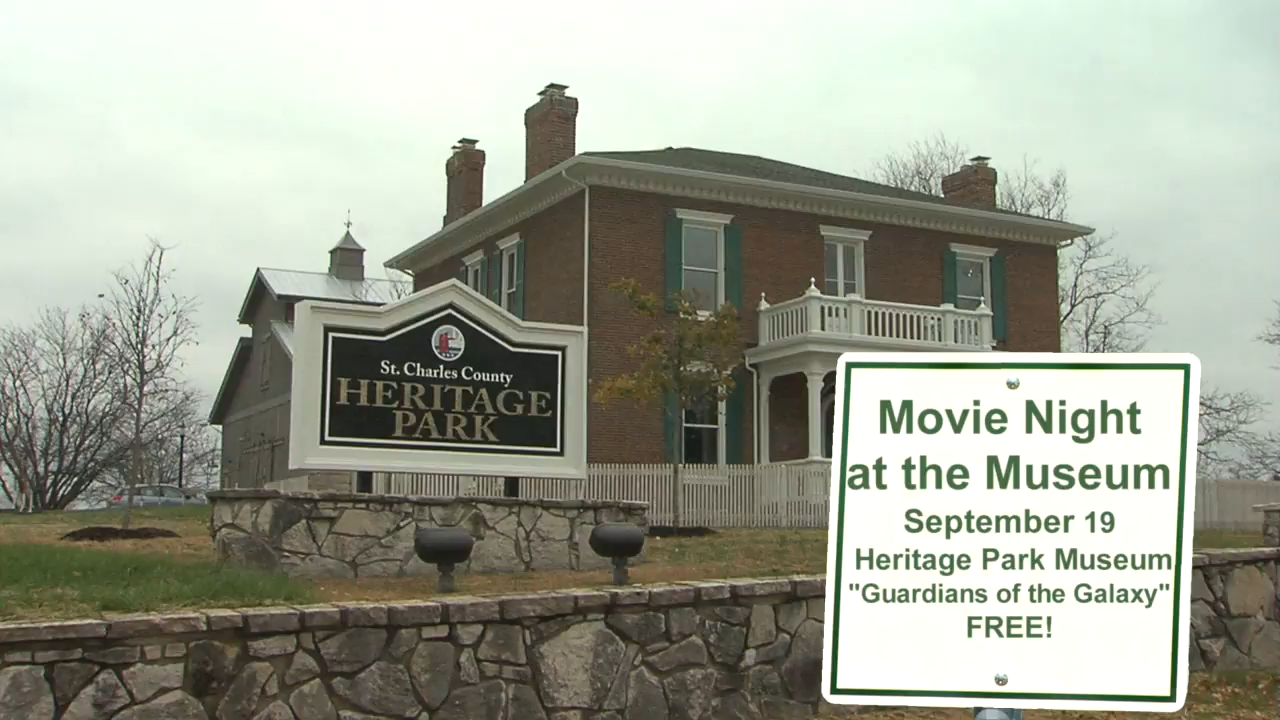 St. Charles County
HERITAGE
PARK
Movie Night
at the Museum
September 19
Heritage Park Museum
"Guardians of the Galaxy"
FREE!